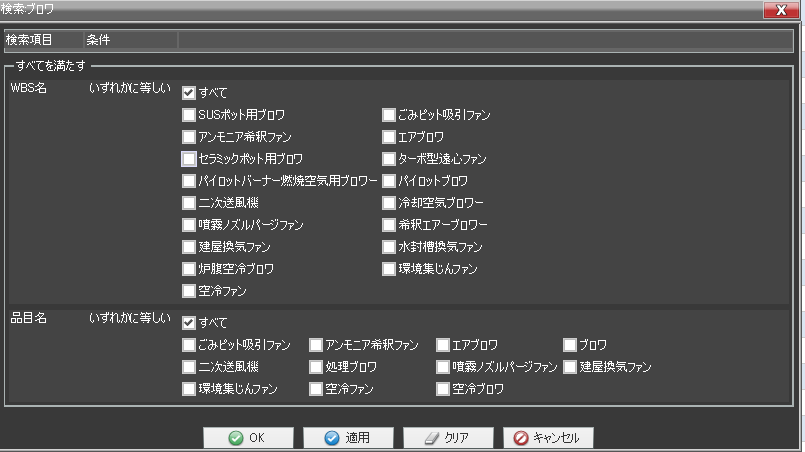 検索:ブロワ
検索項目 条件
すべてを満たす
WBS名 いずれかに等しい すべて
SUSポット用ブロワ ごみピット吸引ファン
アンモニア希釈ファン エアブロワ
セラミックポット用ブロワ ターボ型遠心ファン
パイロットバーナー燃焼空気用ブロワー パイロットブロワ
二次送風機 冷却空気ブロワー
噴霧ノズルパージファン 希釈エアーブロワー
建屋換気ファン 水封槽換気ファン
炉腹空冷ブロワ 環境集じんファン
空冷ファン
品目名 いずれかに等しい すべて
ごみピット吸引ファン アンモニア希釈ファン エアブロワ ブロワ
二次送風機 処理ブロワ 噴霧ノズルパージファン 建屋換気ファン
環境集じんファン 空冷ファン 空冷ブロワ
OK 適用 クリア キャンセル